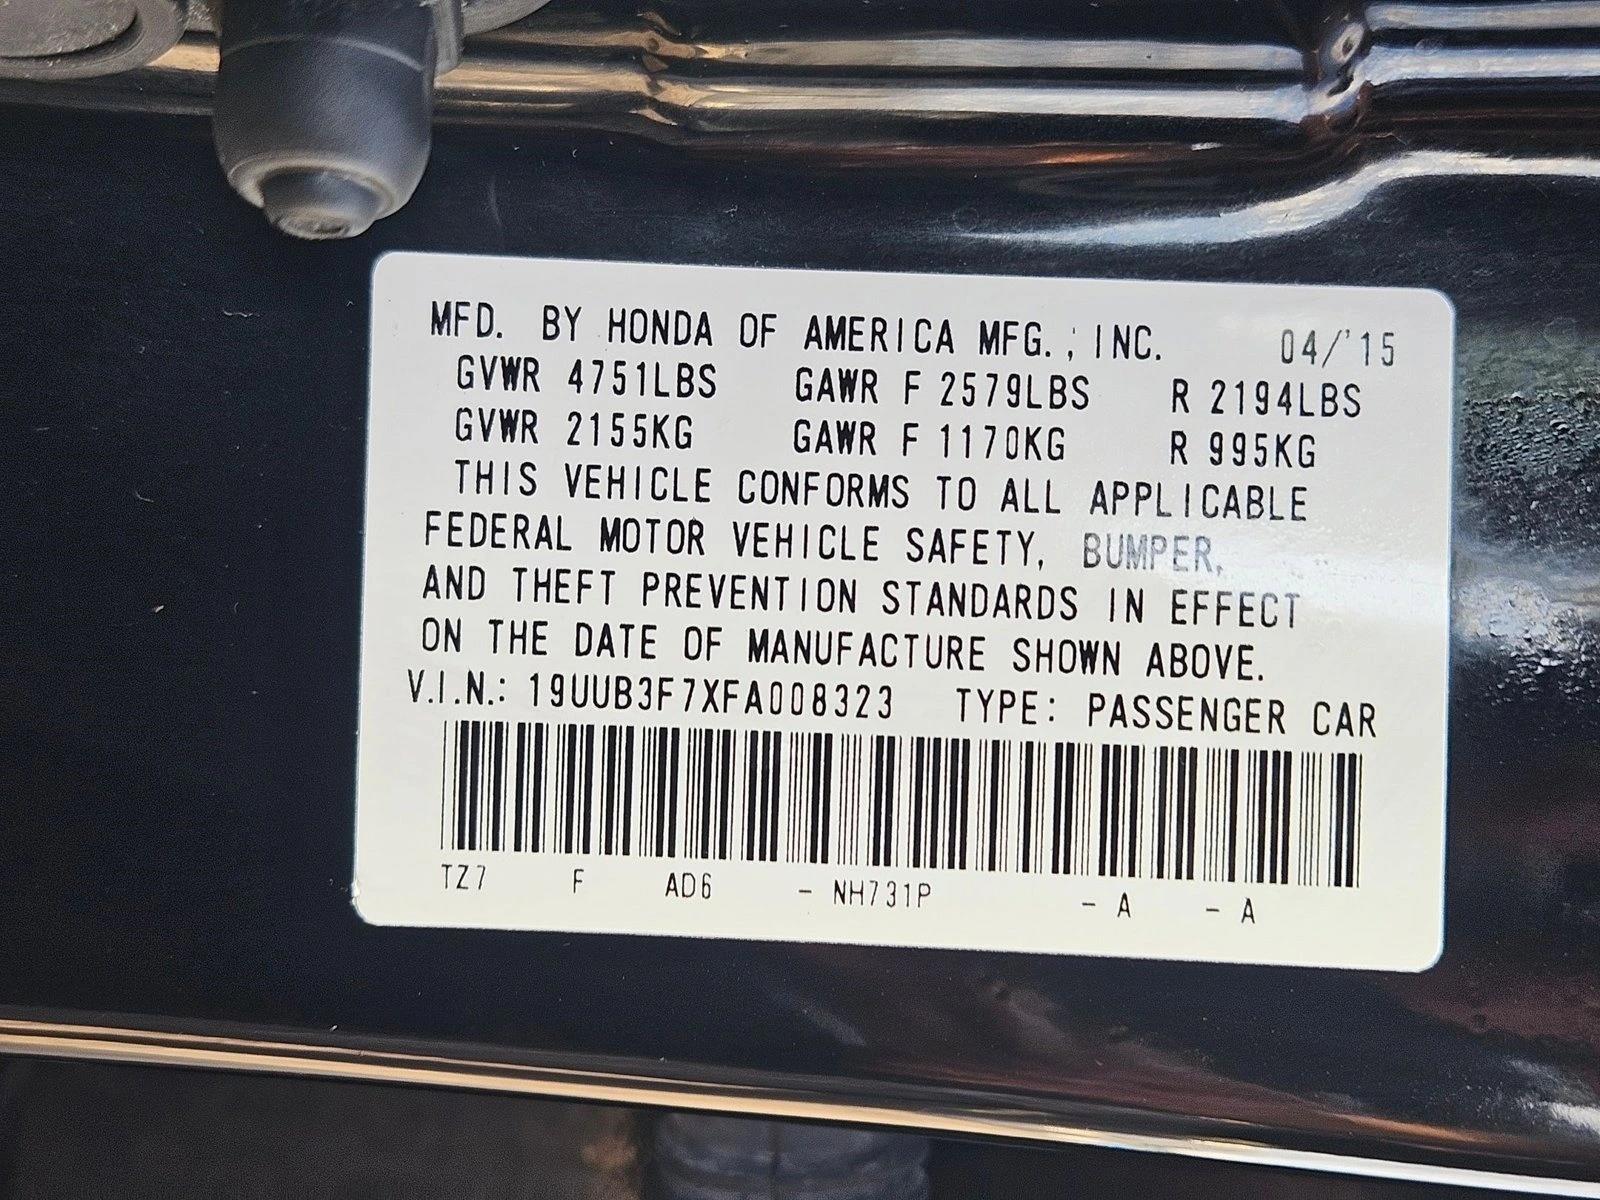 MFD. BY HONDA OF AMERICA MFG., INC. 04/'15
GVWR 4751LBS GAWR F 2579LBS R 2194LBS
GVWR 2155KG GAWR F 1170KG R 995KG
THIS VEHICLE CONFORMS TO ALL APPLICABLE
FEDERAL MOTOR VEHICLE SAFETY, BUMPER,
AND THEFT PREVENTION STANDARDS IN EFFECT
ON THE DATE OF MANUFACTURE SHOWN ABOVE.
V.I.N.: 19UUB3F7XFA008323 TYPE: PASSENGER CAR
TZ7 F AD6 - NH731P - A - A